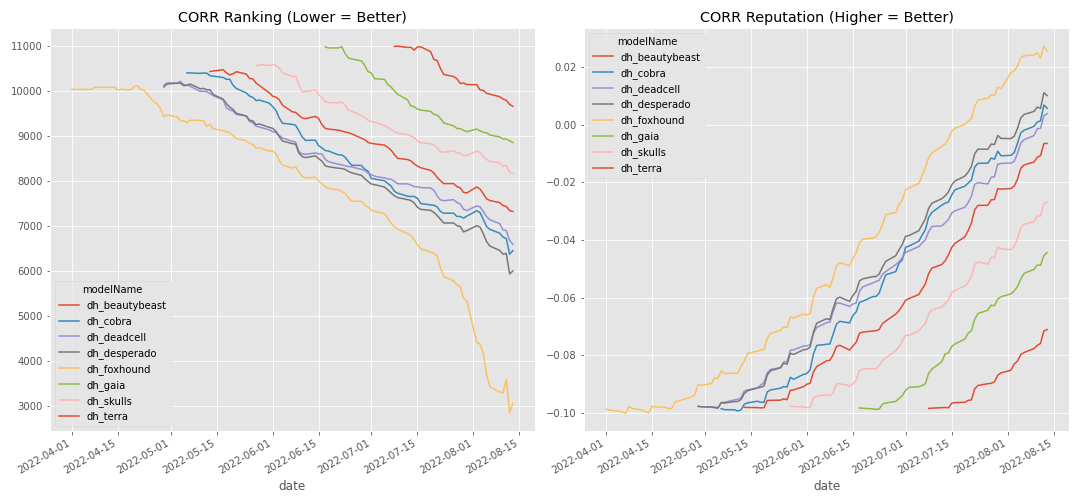 CORR Ranking (Lower = Better)
11000
10000
9000
8000
7000
6000
5000
4000
3000
modelName
dh_beautybeast
dh_cobra
dh_deadcell
dh_desperado
dh_foxhound
dh_gaia
dh_skulls
dh_terra
2022-04-01
2022-04-15
2022-05-01
2022-05-15
2022-06-01
2022-06-15
2022-07-01
2022-07-15
2022-08-01
2022-08-15
date
CORR Reputation (Higher = Better)
modelName
dh_beautybeast
dh_cobra
dh_deadcell
dh_desperado
dh_foxhound
dh_gaia
dh_skulls
dh_terra
0.02
0.00
−0.02
−0.04
−0.06
−0.08
−0.10
2022-04-01
2022-04-15
2022-05-01
2022-05-15
2022-06-01
2022-06-15
2022-07-01
2022-07-15
2022-08-01
2022-08-15
date